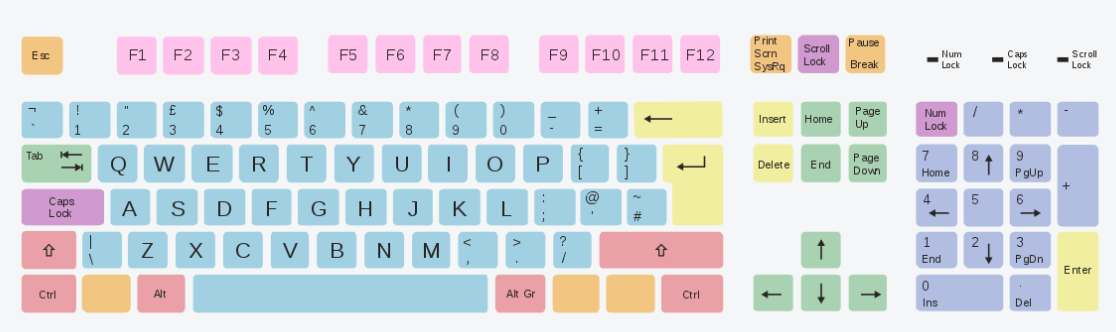 Esc F1 F2 F3 F4 F5 F6 F7 F8 F9 F10 F11 F12
Print
Scrn
SysRq
Scroll
Lock
Pause
Break
Num
Lock
Caps
Lock
Scroll
Lock
¬ ! " £ $ % ^ & * ( ) _ +
` 1 2 3 4 5 6 7 8 9 0 - = ←
Insert Home
Page
Up
Num
Lock
/ * -
Tab Q W E R T Y U I O P
{ }
[ ]
Delete End
Page
Down
7 8 ↑ 9
Home PgUp
+
Caps
Lock
A S D F G H J K L
: @ ~
; ' #
4 ← 5 6 →
⇧
|
\
Z X C V B N M
< > ?
, . /
⇧
↑
1 2 ↓ 3
End PgDn
Enter
Ctrl Alt Alt Gr Ctrl
← ↓ →
0 .
Ins Del